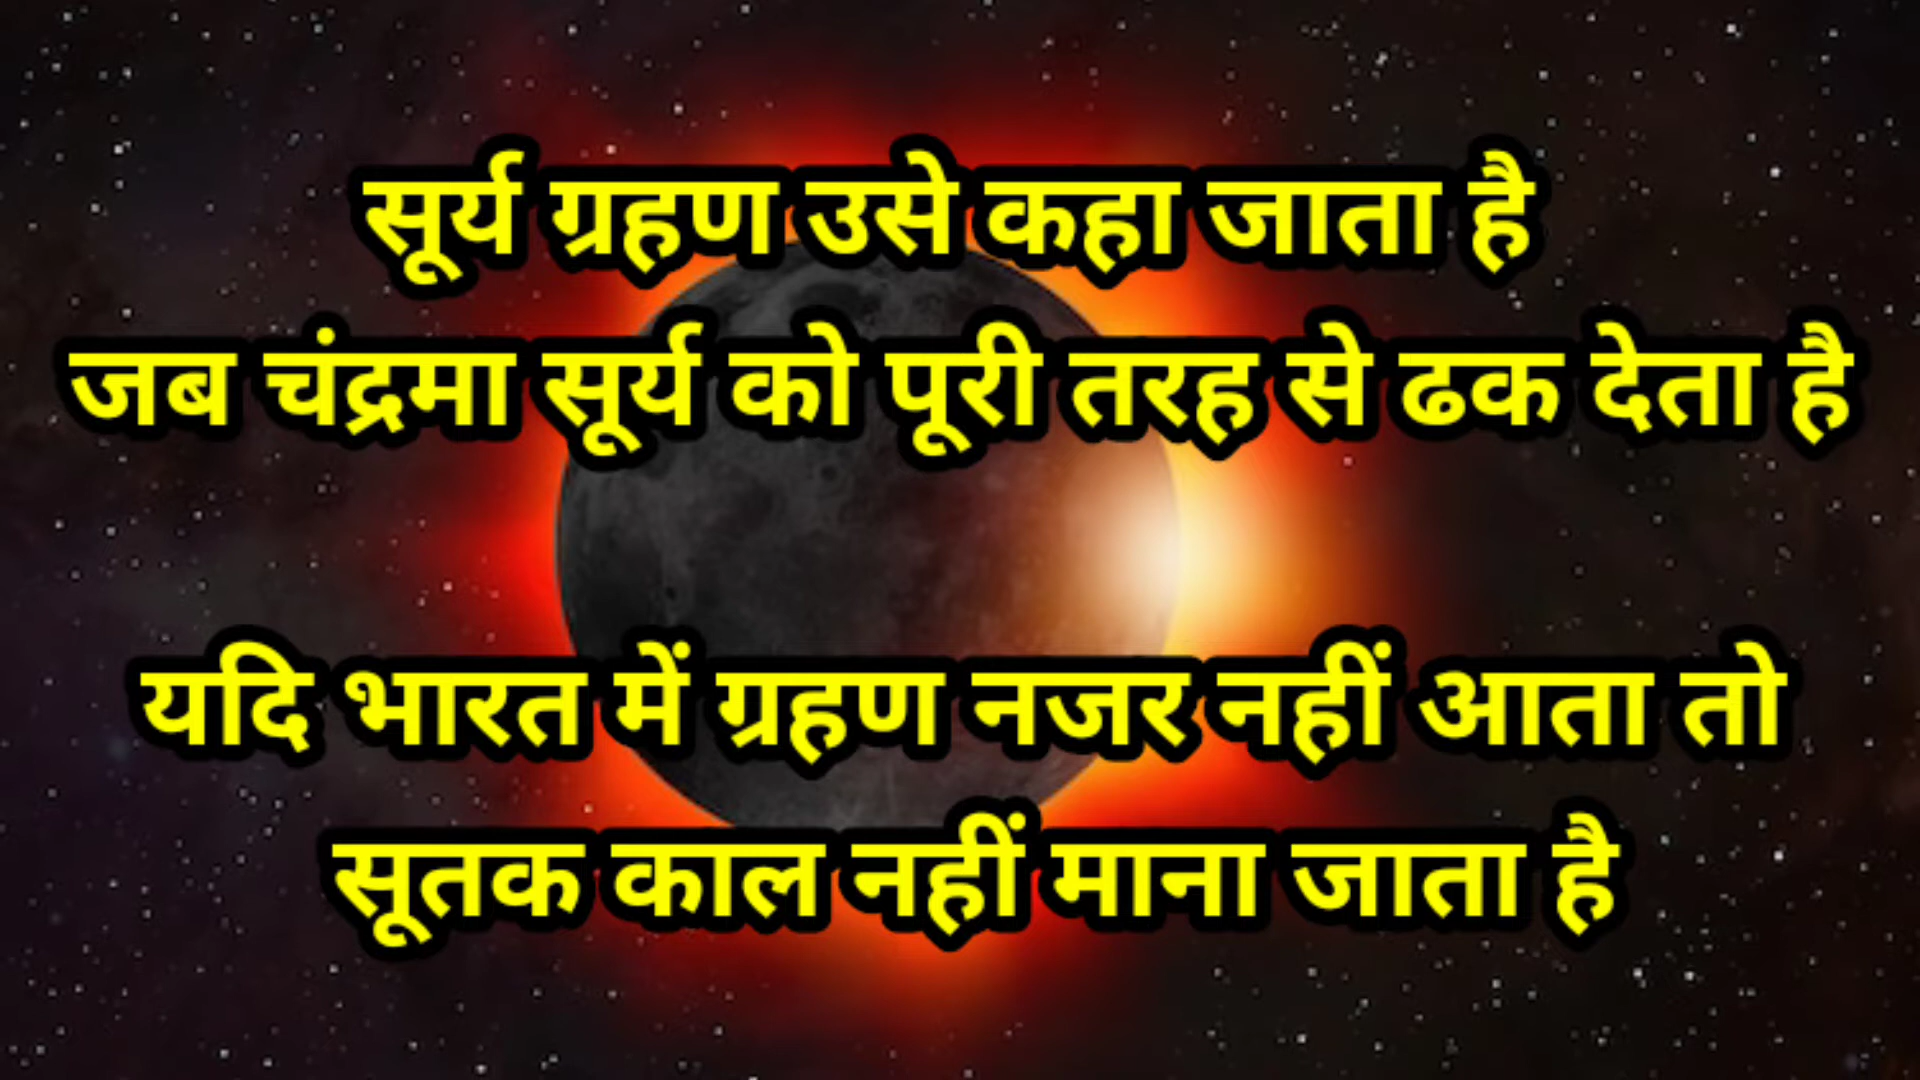 सूर्य ग्रहण उसे कहा जाता है
जब चंद्रमा सूर्य को पूरी तरह से ढक देता है
यदि भारत में ग्रहण नजर नहीं आता तो
सूतक काल नहीं माना जाता है